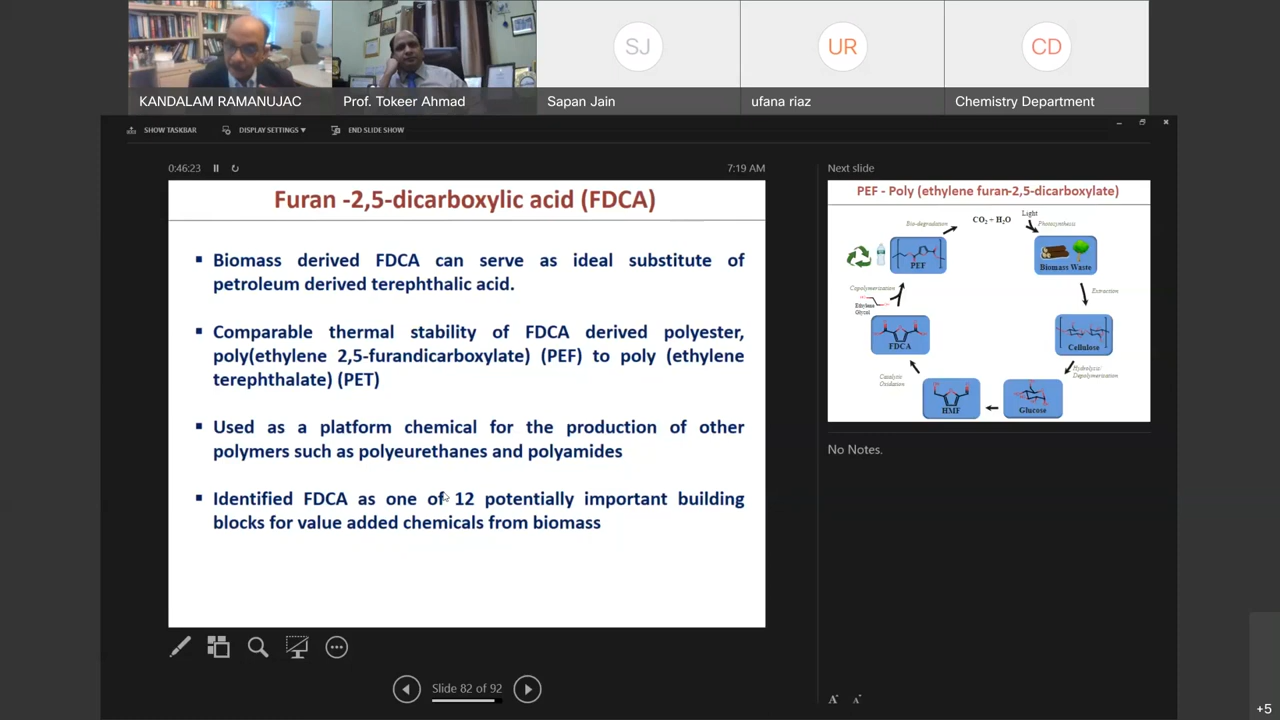 SJ
UR
CD
KANDALAM RAMANUJAC
Prof. Tokeer Ahmad
Sapan Jain
ufana riaz
Chemistry Department
SHOW TASKBAR
DISPLAY SETTINGS ▾
END SLIDE SHOW
0:46:23
7:19 AM
Furan -2,5-dicarboxylic acid (FDCA)
▪ Biomass derived FDCA can serve as ideal substitute of
petroleum derived terephthalic acid.
▪ Comparable thermal stability of FDCA derived polyester,
poly(ethylene 2,5-furandicarboxylate) (PEF) to poly (ethylene
terephthalate) (PET)
▪ Used as a platform chemical for the production of other
polymers such as polyeurethanes and polyamides
▪ Identified FDCA as one of 12 potentially important building
blocks for value added chemicals from biomass
Slide 82 of 92
Next slide
PEF - Poly (ethylene furan-2,5-dicarboxylate)
Bio-degradation
CO₂ + H₂O
Light
Photosynthesis
PEF
Biomass Waste
Copolymerization
Extraction
Ethylene
Glytol
FDCA
Cellulose
Catalytic
Oxidation
Hydrolysis
Depolymerization
HMF
Glucose
No Notes.
A
A
+5